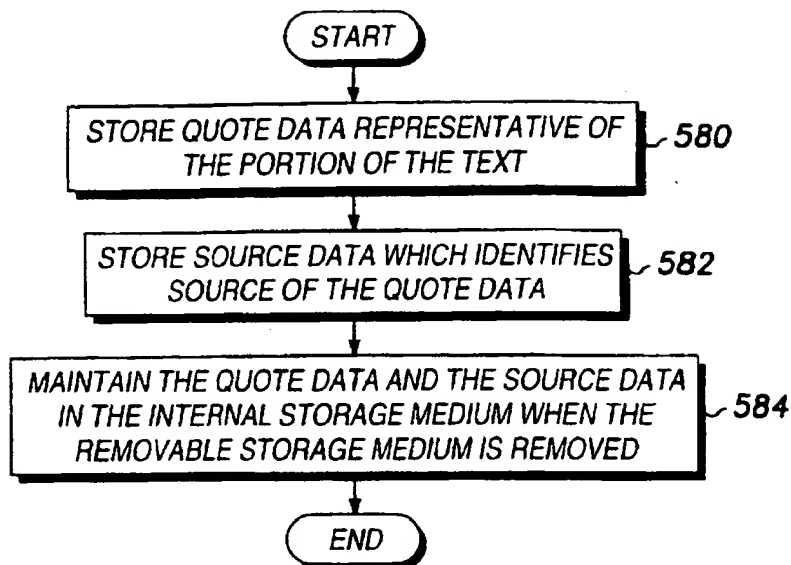 START
STORE QUOTE DATA REPRESENTATIVE OF
THE PORTION OF THE TEXT
580
STORE SOURCE DATA WHICH IDENTIFIES
SOURCE OF THE QUOTE DATA
582
MAINTAIN THE QUOTE DATA AND THE SOURCE DATA
IN THE INTERNAL STORAGE MEDIUM WHEN THE
REMOVABLE STORAGE MEDIUM IS REMOVED
584
END